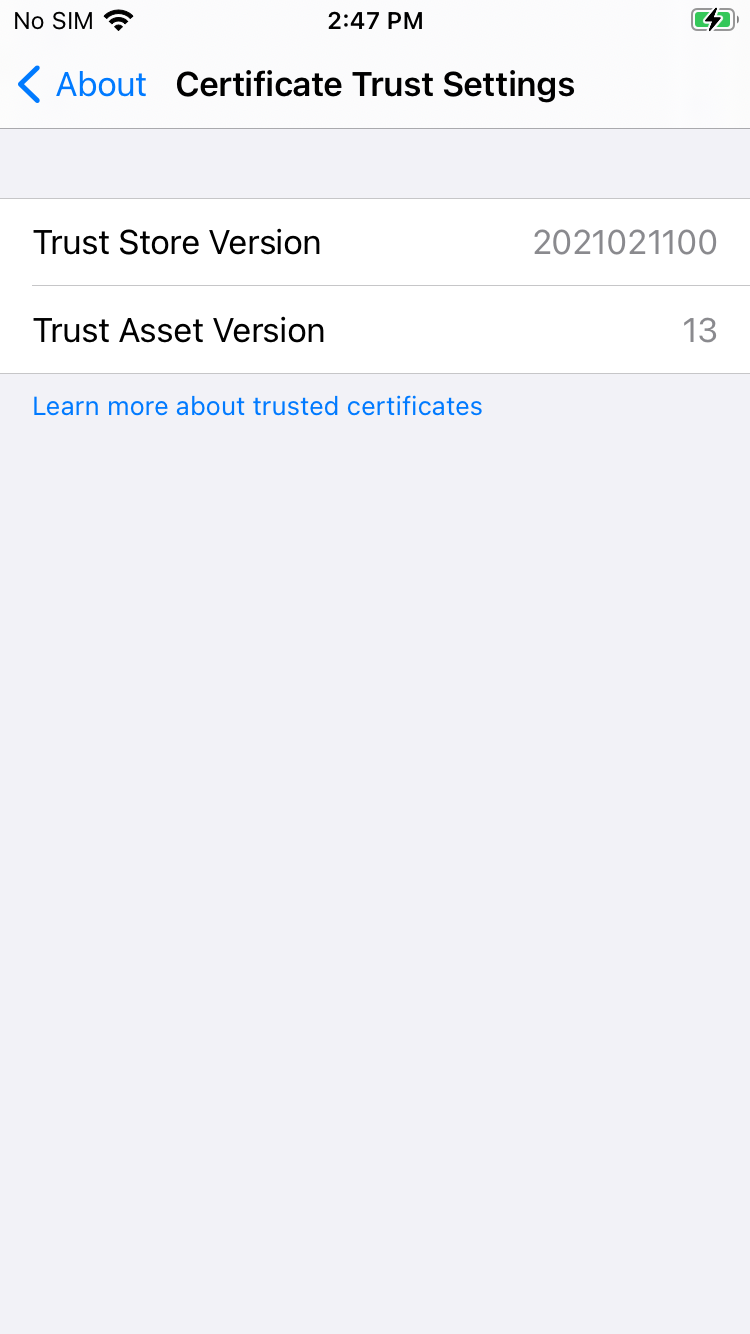 No SIM 2:47 PM
About Certificate Trust Settings
Trust Store Version 2021021100
Trust Asset Version 13
Learn more about trusted certificates